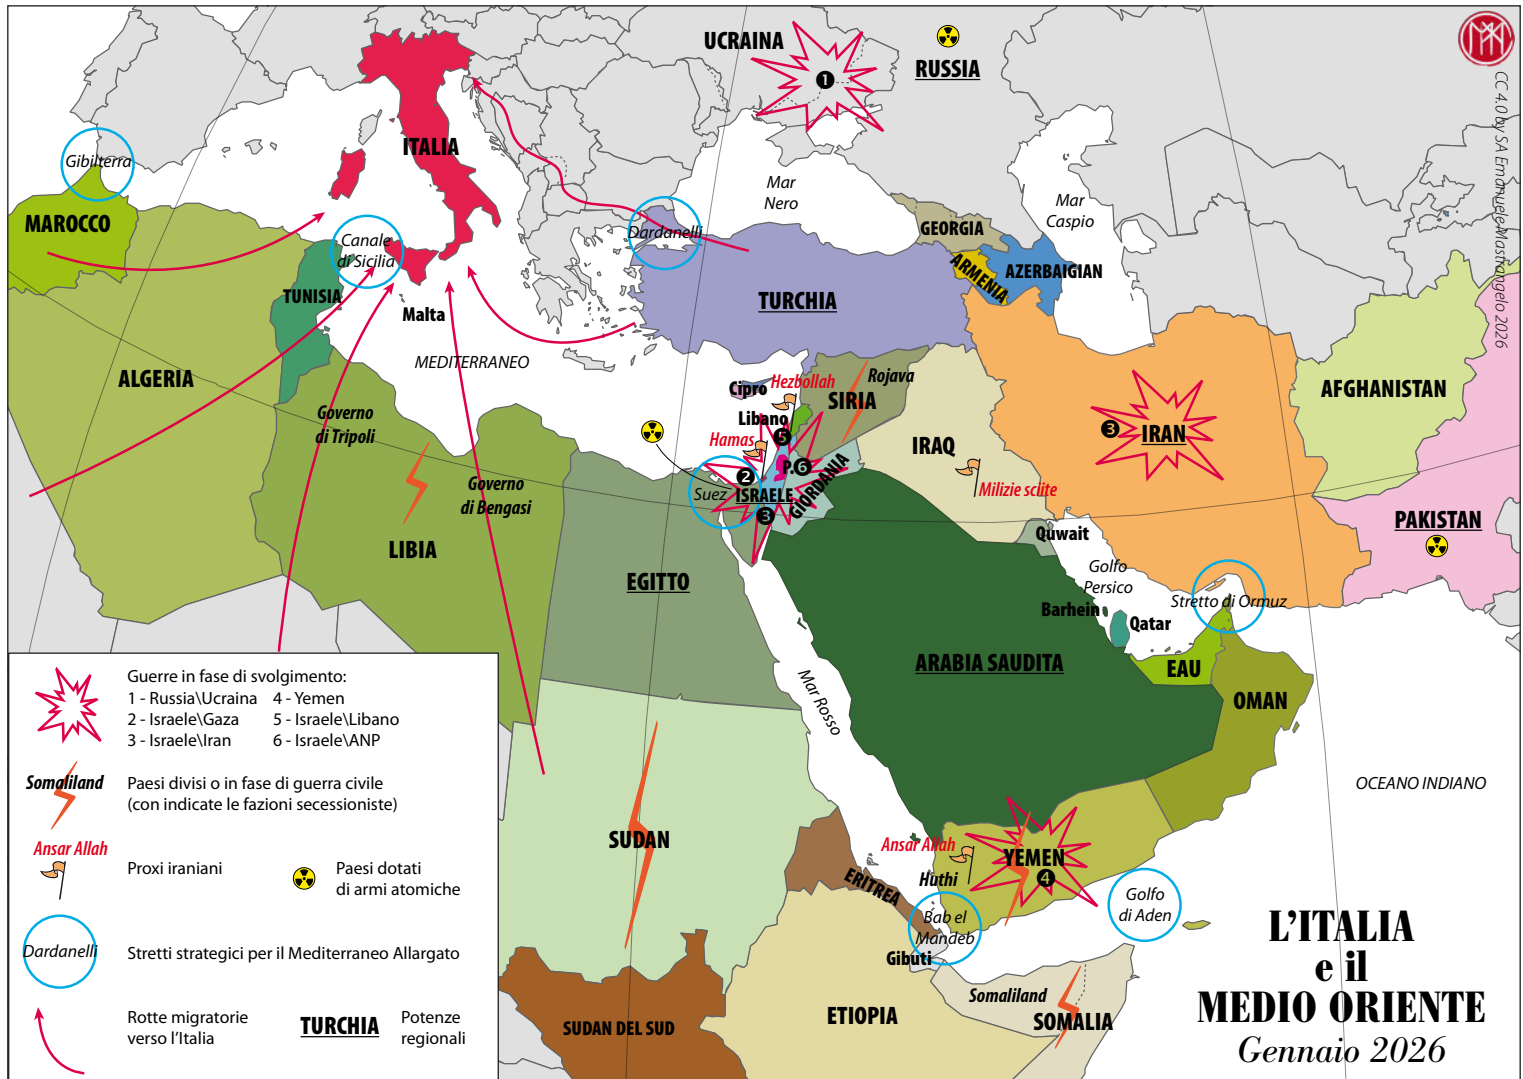 UCRAINA
1
RUSSIA
CC 4.0 by SA Emanuele Mastrangelo 2026
ITALIA
Gibilterra
MAROCCO
Canale
di Sicilia
Dardanelli
Mar
Nero
Mar
Caspio
GEORGIA
ARMENIA
AZERBAIGIAN
TUNISIA
Malta
TURCHIA
MEDITERRANEO
ALGERIA
Governo
di Tripoli
Governo
di Bengasi
LIBIA
Cipro
Hezbollah
Rojava
SIRIA
Libano
5
Hamas
2
P.
6
ISRAELE
3
GIORDANIA
Suez
IRAQ
Milizie sciite
3
IRAN
AFGHANISTAN
PAKISTAN
Quwait
Golfo
Persico
Barhein
Qatar
Stretto di Ormuz
EGITTO
ARABIA SAUDITA
EAU
OMAN
Mar Rosso
OCEANO INDIANO
SUDAN
Ansar Allah
Huthi
YEMEN
4
ERITREA
Bab el
Mandeb
Golfo
di Aden
Gibuti
Somaliland
SOMALIA
ETIOPIA
SUDAN DEL SUD
Guerre in fase di svolgimento:
1 - Russia\Ucraina 4 - Yemen
2 - Israele\Gaza 5 - Israele\Libano
3 - Israele\Iran 6 - Israele\ANP
Somaliland
Paesi divisi o in fase di guerra civile
(con indicate le fazioni secessioniste)
Ansar Allah
Proxi iraniani
Paesi dotati
di armi atomiche
Dardanelli
Stretti strategici per il Mediterraneo Allargato
Rotte migratorie
verso l'Italia
TURCHIA
Potenze
regionali
L'ITALIA
e il
MEDIO ORIENTE
Gennaio 2026